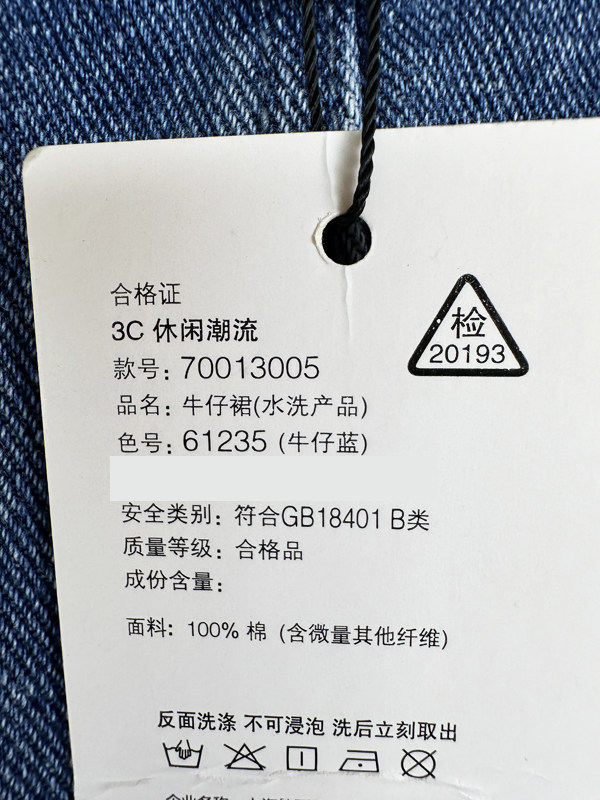 合格证
3C 休闲潮流
款号: 70013005
品名: 牛仔裙(水洗产品)
色号: 61235 (牛仔蓝)
检
20193
安全类别: 符合GB18401 B类
质量等级: 合格品
成份含量:
面料: 100% 棉 (含微量其他纤维)
反面洗涤 不可浸泡 洗后立刻取出